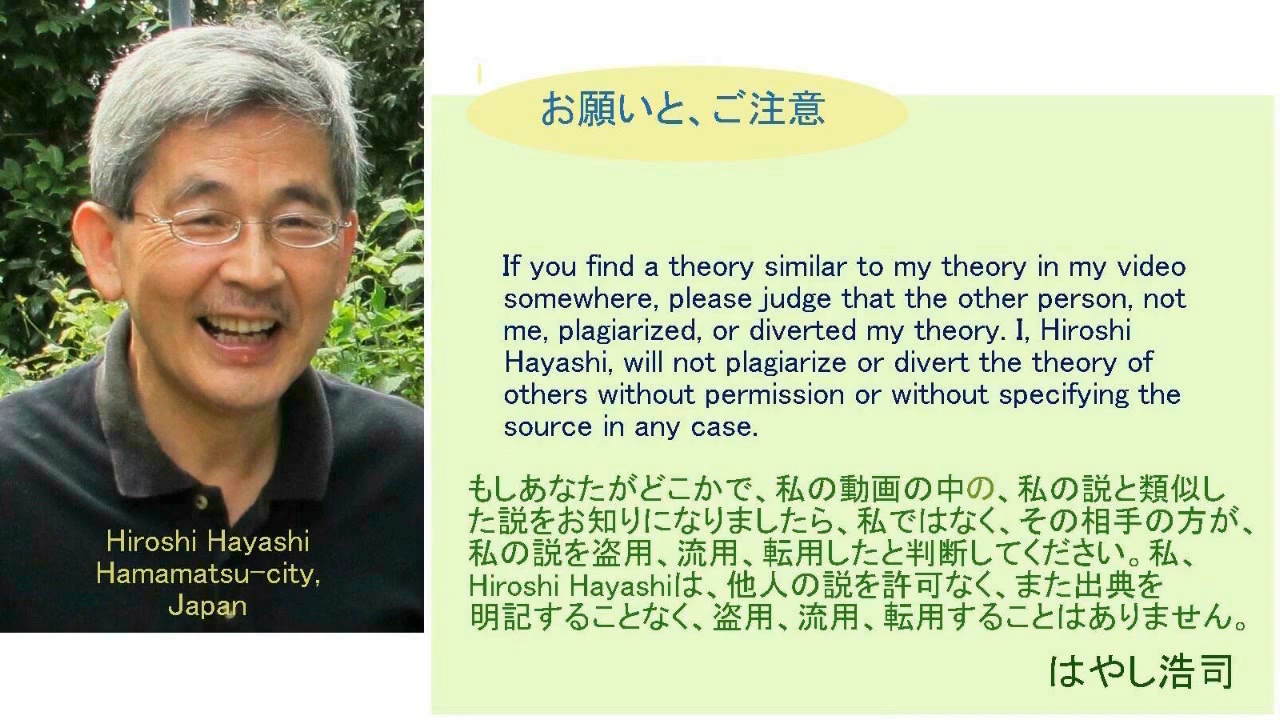 Hiroshi Hayashi
Hamamatsu-city,
Japan
お願いと、ご注意
If you find a theory similar to my theory in my video
somewhere, please judge that the other person, not
me, plagiarized, or diverted my theory. I, Hiroshi
Hayashi, will not plagiarize or divert the theory of
others without permission or without specifying the
source in any case.
もしあなたがどこかで、私の動画の中の、私の説と類似し
た説をお知りになりましたら、私ではなく、その相手の方が、
私の説を盗用、流用、転用したと判断してください。私、
Hiroshi Hayashiは、他人の説を許可なく、また出典を
明記することなく、盗用、流用、転用することはありません。
はやし浩司